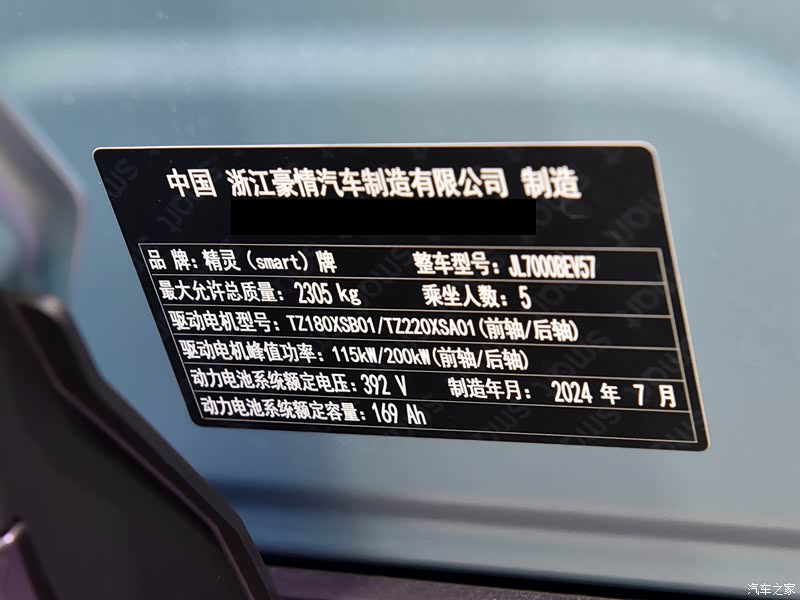 中国 浙江豪情汽车制造有限公司 制造
品 牌: 精灵 (smart) 牌 整车型号: JL7000BEV57
最大允许总质量: 2305 kg 乘坐人数: 5
驱动电机型号: TZ180XSB01/TZ220XSA01(前轴/后轴)
驱动电机峰值功率: 115kW/200kW(前轴/后轴)
动力电池系统额定电压: 392 V 制造年月: 2024 年 7 月
动力电池系统额定容量: 169 Ah
汽车之家